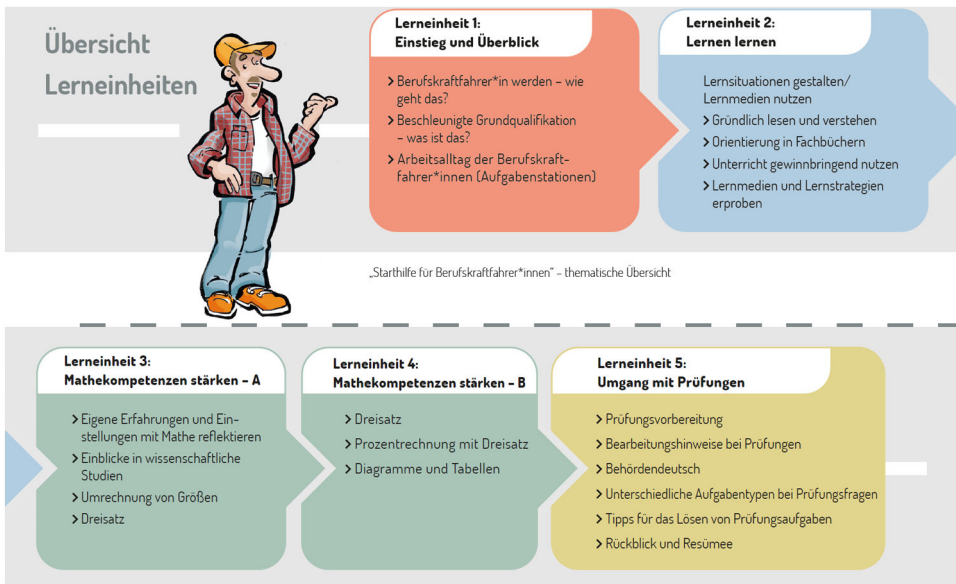 Übersicht
Lerneinheiten
Lerneinheit 1:
Einstieg und Überblick
Berufskraftfahrer*in werden – wie
geht das?
Beschleunigte Grundqualifikation
– was ist das?
Arbeitsalltag der Berufskraft-
fahrer*innen (Aufgabenstationen)
Lerneinheit 2:
Lernen lernen
Lernsituationen gestalten/
Lernmedien nutzen
Gründlich lesen und verstehen
Orientierung in Fachbüchern
Unterricht gewinnbringend nutzen
Lernmedien und Lernstrategien
erproben
„Starthilfe für Berufskraftfahrer*innen“ – thematische Übersicht
Lerneinheit 3:
Mathekompetenzen stärken – A
Eigene Erfahrungen und Ein-
stellungen mit Mathe reflektieren
Einblicke in wissenschaftliche
Studien
Umrechnung von Größen
Dreisatz
Lerneinheit 4:
Mathekompetenzen stärken – B
Dreisatz
Prozentrechnung mit Dreisatz
Diagramme und Tabellen
Lerneinheit 5:
Umgang mit Prüfungen
Prüfungsvorbereitung
Bearbeitungshinweise bei Prüfungen
Behördendeutsch
Unterschiedliche Aufgabentypen bei Prüfungsfragen
Tipps für das Lösen von Prüfungsaufgaben
Rückblick und Resümee